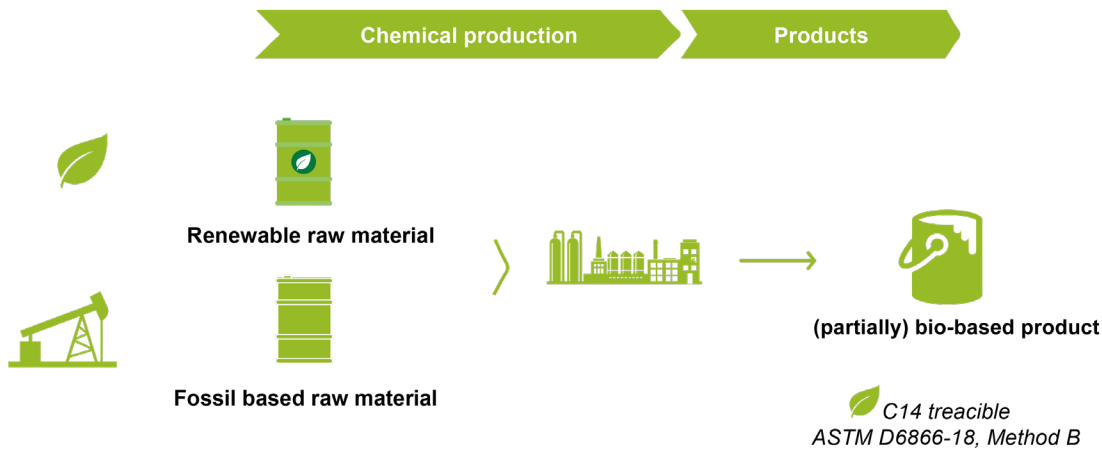 Chemical production
Products
Renewable raw material
Fossil based raw material
(partially) bio-based product
C14 treacible
ASTM D6866-18, Method B